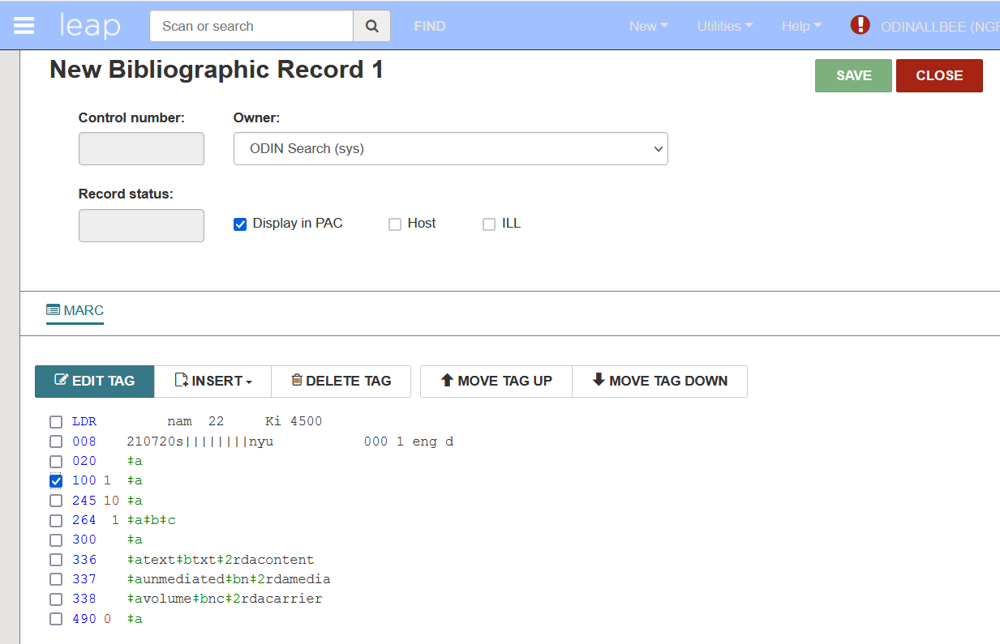 leap Scan or search FIND New Utilities Help ODINALLBEE (NGF
New Bibliographic Record 1
SAVE CLOSE
Control number: Owner:
ODIN Search (sys)
Record status:
Display in PAC Host ILL
MARC
EDIT TAG INSERT DELETE TAG MOVE TAG UP MOVE TAG DOWN
LDR nam 22 Ki 4500
008 210720s||||||||nyu 000 1 eng d
020 ‡a
100 1 ‡a
245 10 ‡a
264 1 ‡a‡b‡c
300 ‡a
336 ‡atext‡btxt‡2rdacontent
337 ‡aunmediated‡bn‡2rdamedia
338 ‡avolume‡bnc‡2rdacarrier
490 0 ‡a